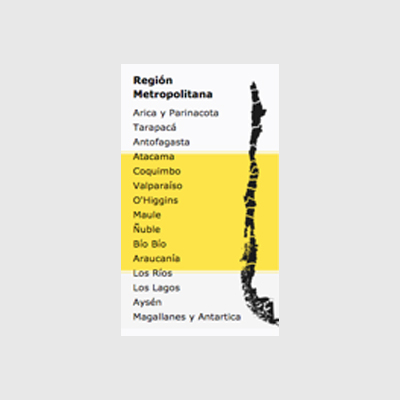 Región
Metropolitana
Arica y Parinacota
Tarapacá
Antofagasta
Atacama
Coquimbo
Valparaíso
O'Higgins
Maule
Ñuble
Bío Bío
Araucanía
Los Ríos
Los Lagos
Aysén
Magallanes y Antartica